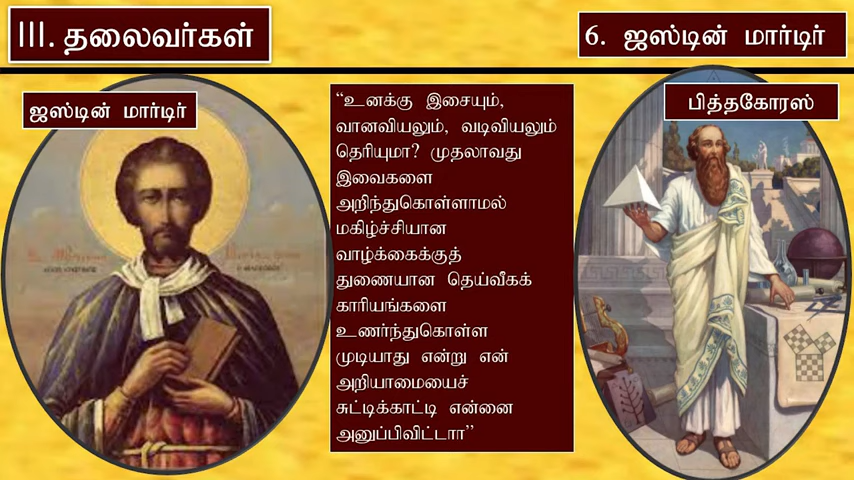 III. தலைவர்கள்
6. ஜஸ்டின் மார்டிர்
ஜஸ்டின் மார்டிர்
“உனக்கு இசையும்,
வானவியலும், வடிவியலும்
தெரியுமா? முதலாவது
இவைகளை
அறிந்துகொள்ளாமல்
மகிழ்ச்சியான
வாழ்க்கைக்குத்
துணையான தெய்வீகக்
காரியங்களை
உணர்ந்துகொள்ள
முடியாது என்று என்
அறியாமையைச்
சுட்டிக்காட்டி என்னை
அனுப்பிவிட்டார்”
பித்தகோரஸ்